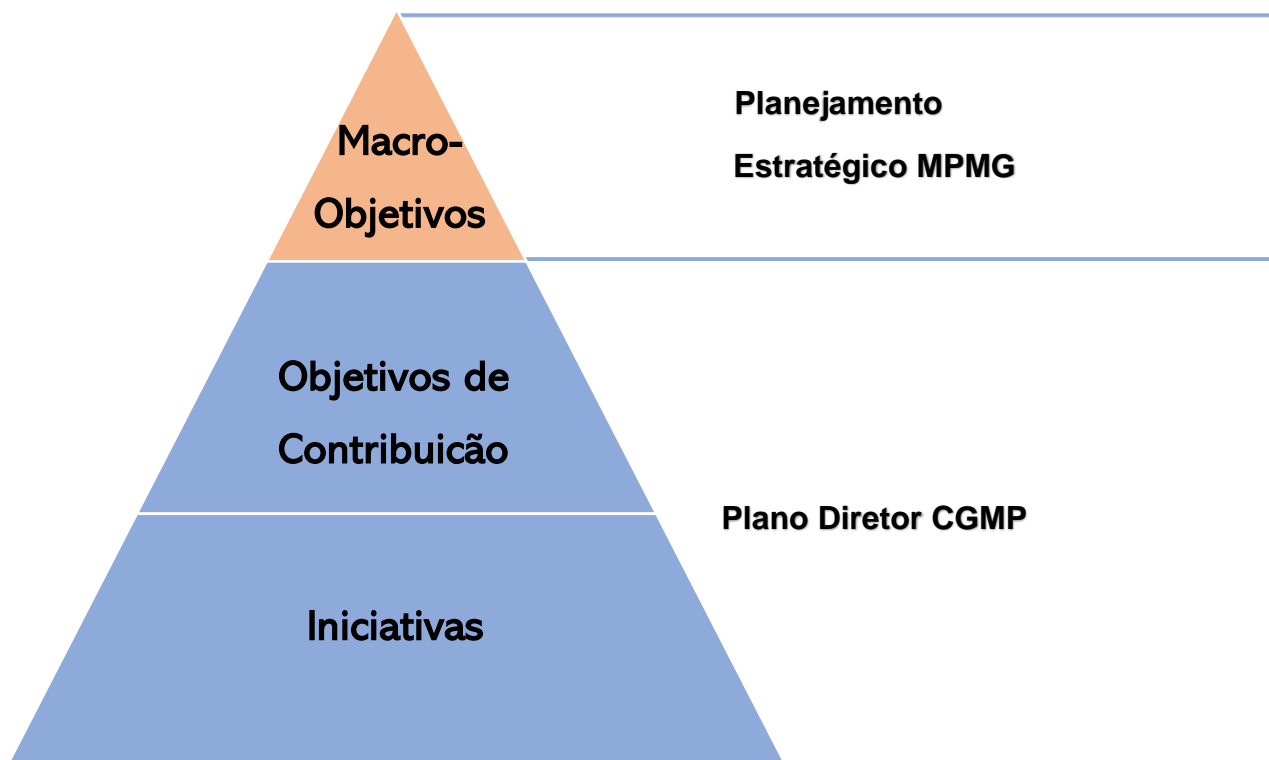 Macro-
Objetivos
Planejamento
Estratégico MPMG
Objetivos de
Contribuicão
Plano Diretor CGMP
Iniciativas